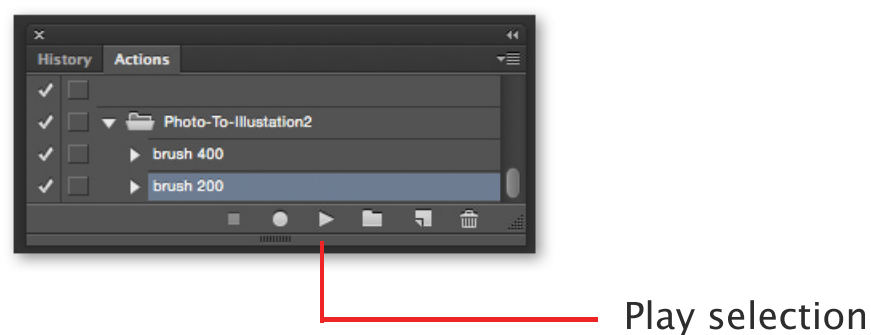 History Actions
Photo-To-Illustation2
brush 400
brush 200
Play selection